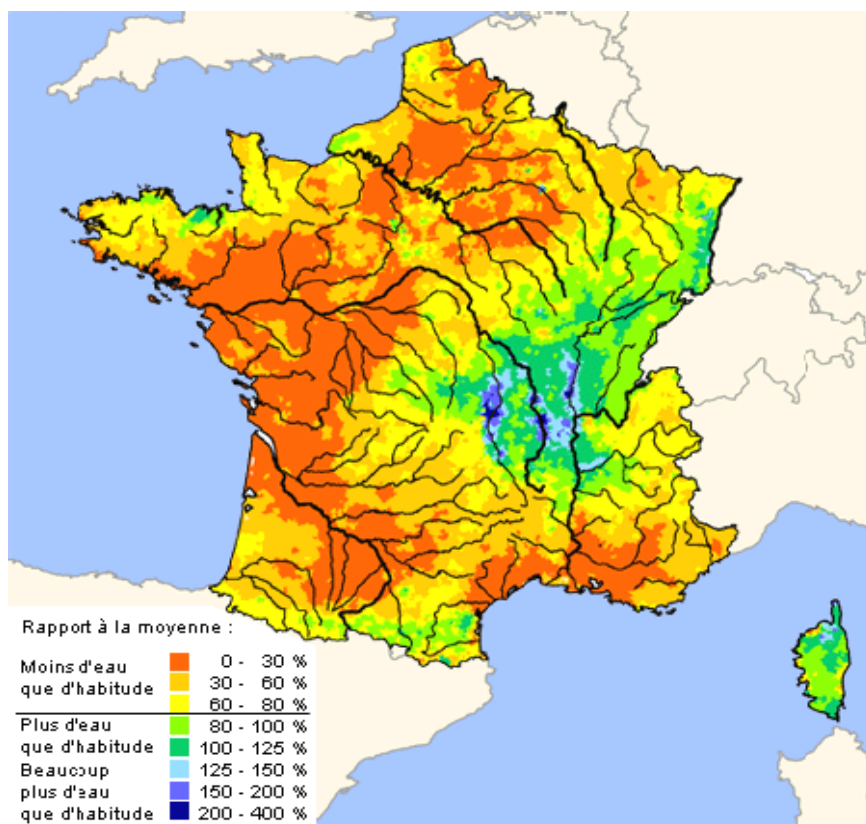 Rapport à la moyenne :
Moins d'eau
que d'habitude
0 - 30 %
30 - 60 %
60 - 80 %
Plus d'eau
que d'habitude
80 - 100 %
100 - 125 %
Beaucoup
plus d'eau
que d'habitude
125 - 150 %
150 - 200 %
200 - 400 %